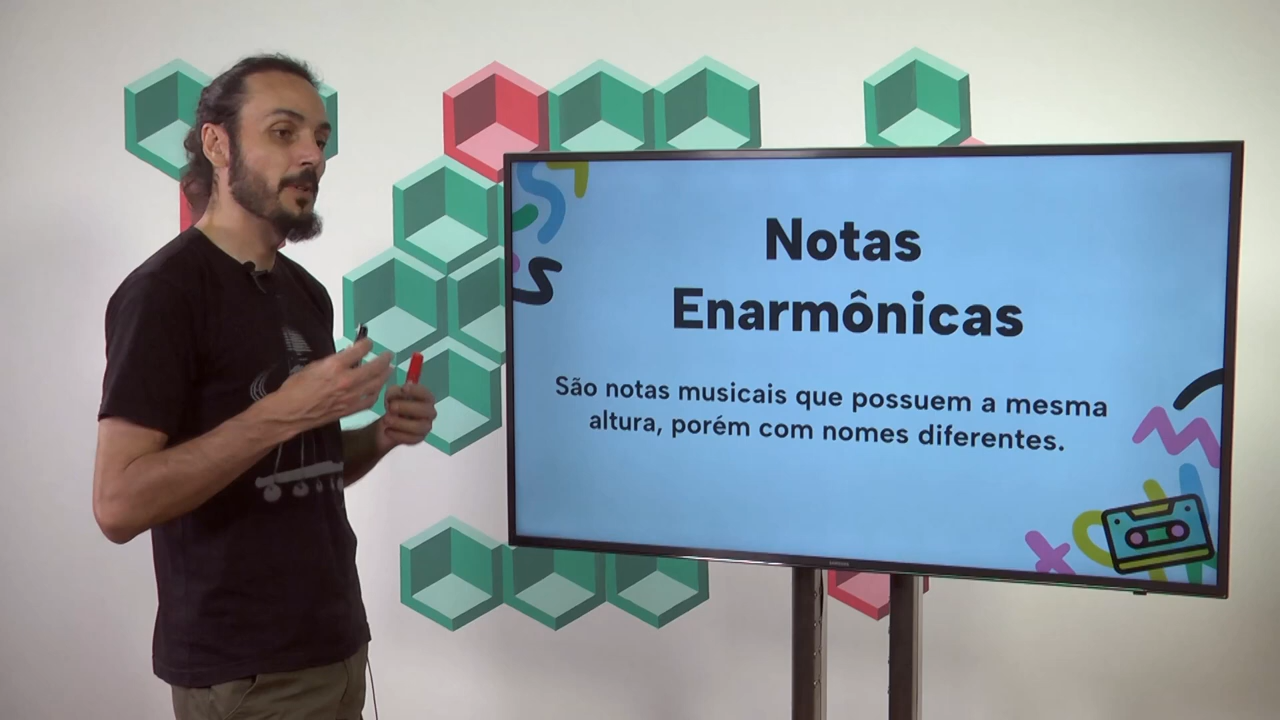 Notas
Enarmônicas
São notas musicais que possuem a mesma
altura, porém com nomes diferentes.